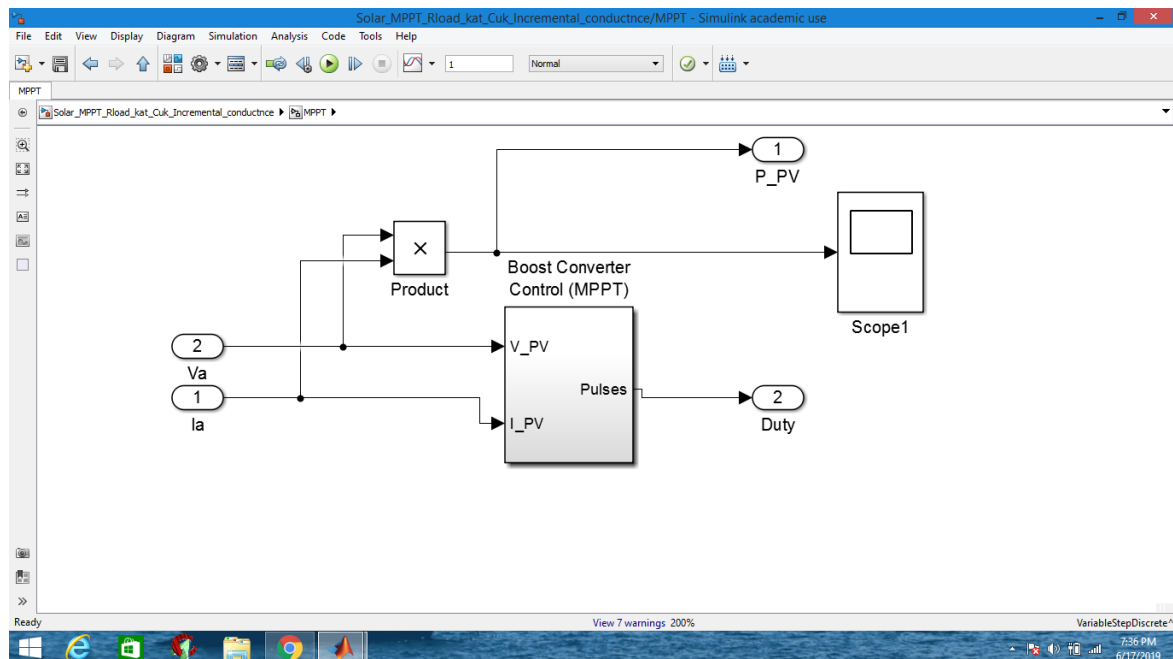 Solar_MPPT_Rload_kat_Cuk_Incremental_conductnce/MPPT - Simulink academic use
File Edit View Display Diagram Simulation Analysis Code Tools Help
1 Normal
MPPT
Solar_MPPT_Rload_kat_Cuk_Incremental_conductnce MPPT
1
P_PV
×
Product
Boost Converter
Control (MPPT)
Scope1
2
Va
V_PV
Pulses
1
Ia
I_PV
2
Duty
Ready View 7 warnings 200% VariableStepDiscrete
7:36 PM
6/17/2019